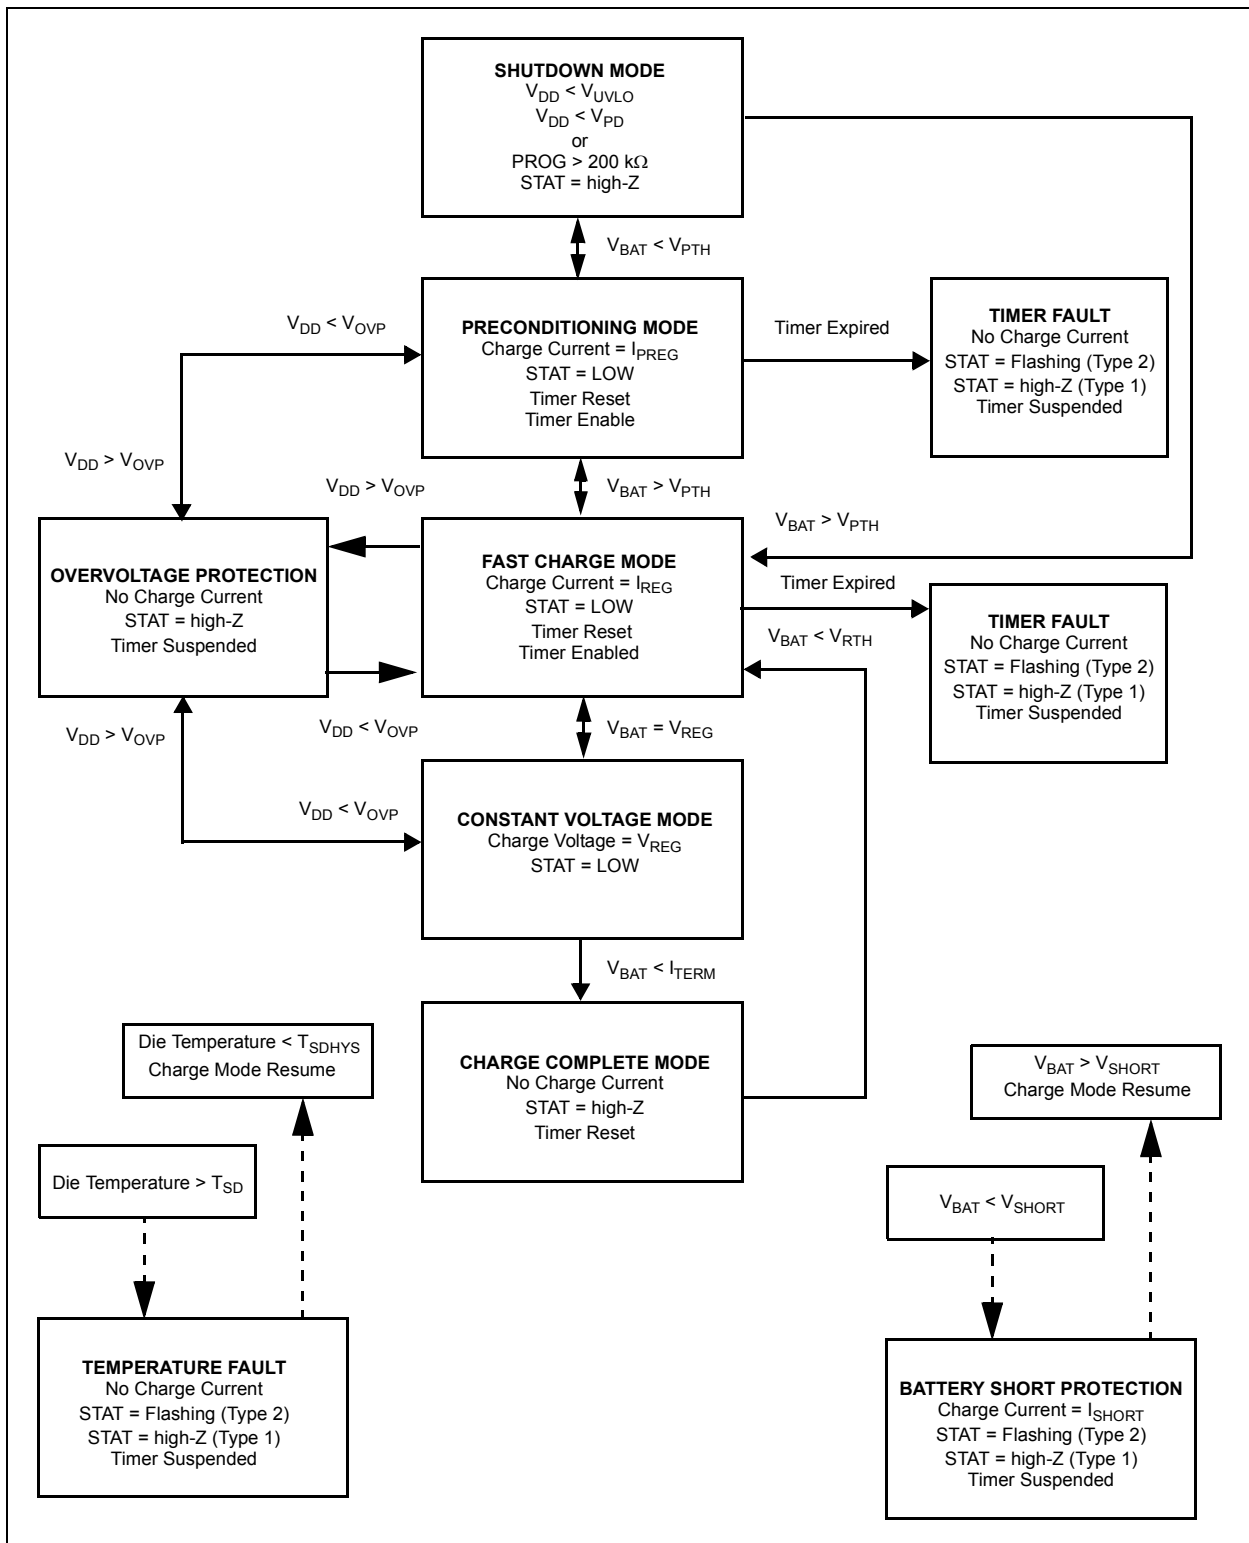 SHUTDOWN MODE
VDD < VUVLO
VDD < VPD
or
PROG > 200 kΩ
STAT = high-Z
VBAT < VPTH
VDD < VOVP
PRECONDITIONING MODE
Charge Current = IPREG
STAT = LOW
Timer Reset
Timer Enable
Timer Expired
TIMER FAULT
No Charge Current
STAT = Flashing (Type 2)
STAT = high-Z (Type 1)
Timer Suspended
VDD > VOVP
VDD > VOVP
VBAT > VPTH
VBAT > VPTH
OVERVOLTAGE PROTECTION
No Charge Current
STAT = high-Z
Timer Suspended
FAST CHARGE MODE
Charge Current = IREG
STAT = LOW
Timer Reset
Timer Enabled
Timer Expired
VBAT < VRTH
TIMER FAULT
No Charge Current
STAT = Flashing (Type 2)
STAT = high-Z (Type 1)
Timer Suspended
VDD > VOVP
VDD < VOVP
VBAT = VREG
VDD < VOVP
CONSTANT VOLTAGE MODE
Charge Voltage = VREG
STAT = LOW
VBAT < ITERM
CHARGE COMPLETE MODE
No Charge Current
STAT = high-Z
Timer Reset
Die Temperature < TSDHYS
Charge Mode Resume
Die Temperature > TSD
TEMPERATURE FAULT
No Charge Current
STAT = Flashing (Type 2)
STAT = high-Z (Type 1)
Timer Suspended
VBAT > VSHORT
Charge Mode Resume
VBAT < VSHORT
BATTERY SHORT PROTECTION
Charge Current = ISHORT
STAT = Flashing (Type 2)
STAT = high-Z (Type 1)
Timer Suspended